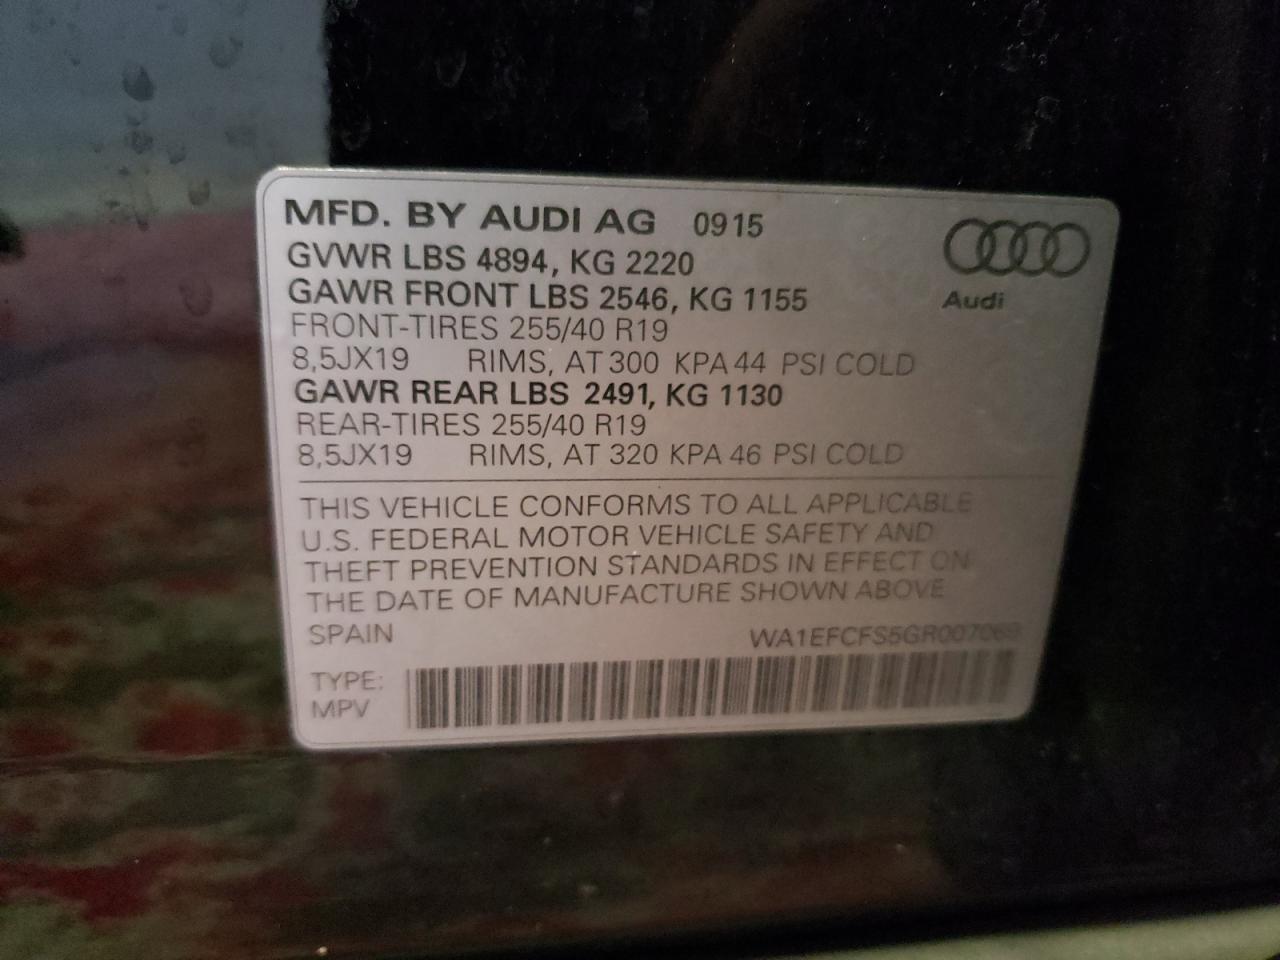 MFD. BY AUDI AG 0915
GVWR LBS 4894, KG 2220
GAWR FRONT LBS 2546, KG 1155
Audi
FRONT-TIRES 255/40 R19
8,5JX19 RIMS, AT 300 KPA 44 PSI COLD
GAWR REAR LBS 2491, KG 1130
REAR-TIRES 255/40 R19
8,5JX19 RIMS, AT 320 KPA 46 PSI COLD
THIS VEHICLE CONFORMS TO ALL APPLICABLE
U.S. FEDERAL MOTOR VEHICLE SAFETY AND
THEFT PREVENTION STANDARDS IN EFFECT ON
THE DATE OF MANUFACTURE SHOWN ABOVE
SPAIN
TYPE:
MPV